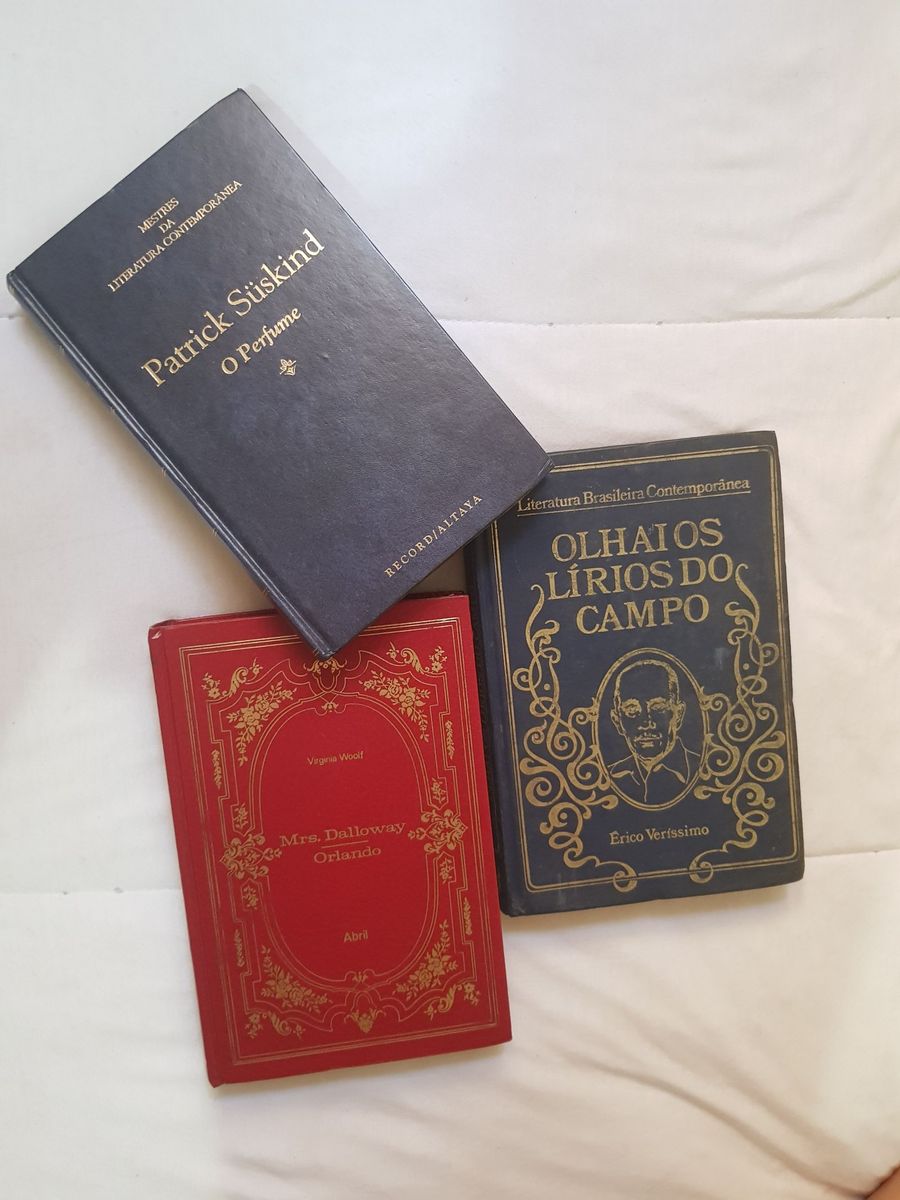 MESTRES
DA
LITERATURA CONTEMPORÂNEA
Patrick Süskind
O Perfume
RECORD/ALTAYA
Literatura Brasileira Contemporânea
OLHAI OS
LÍRIOS DO
CAMPO
Érico Veríssimo
Virginia Woolf
Mrs. Dalloway
Orlando
Abril